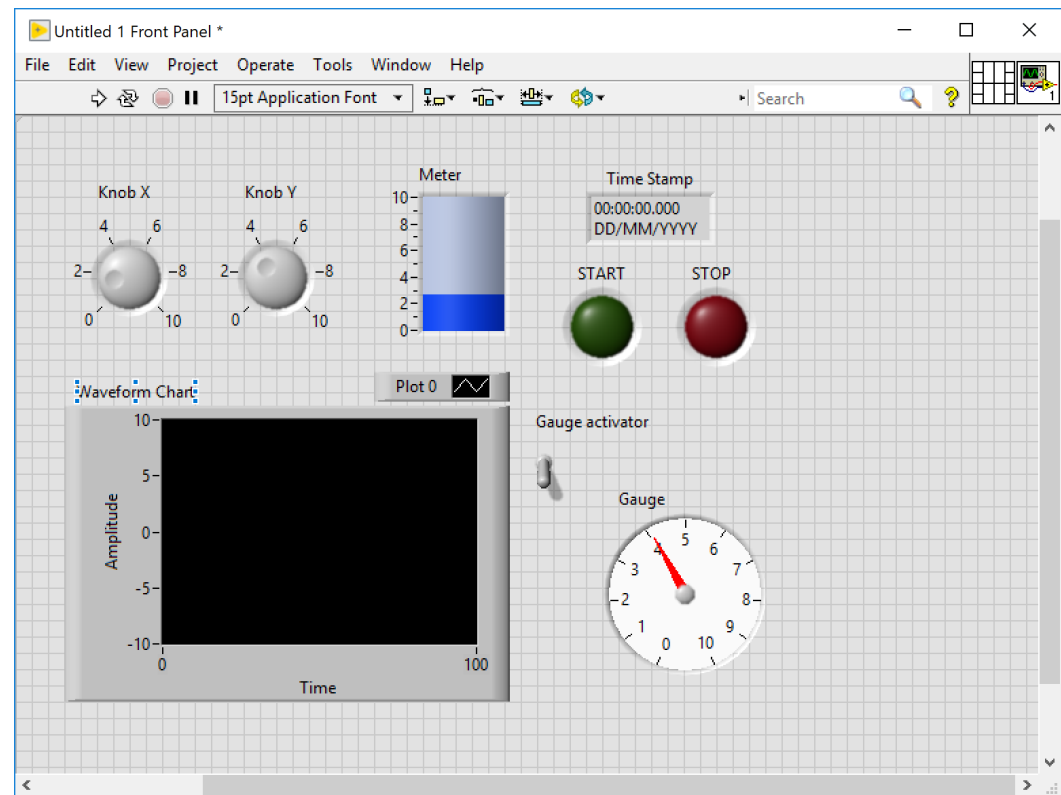 Untitled 1 Front Panel *
File Edit View Project Operate Tools Window Help
15pt Application Font
Search
1
Knob X
0
2
4
6
8
10
Knob Y
0
2
4
6
8
10
Meter
10
8
6
4
2
0
Time Stamp
00:00:00.000
DD/MM/YYYY
START
STOP
Waveform Chart
Plot 0
Amplitude
10
5
0
-5
-10
0
100
Time
Gauge activator
Gauge
0
1
2
3
4
5
6
7
8
9
10